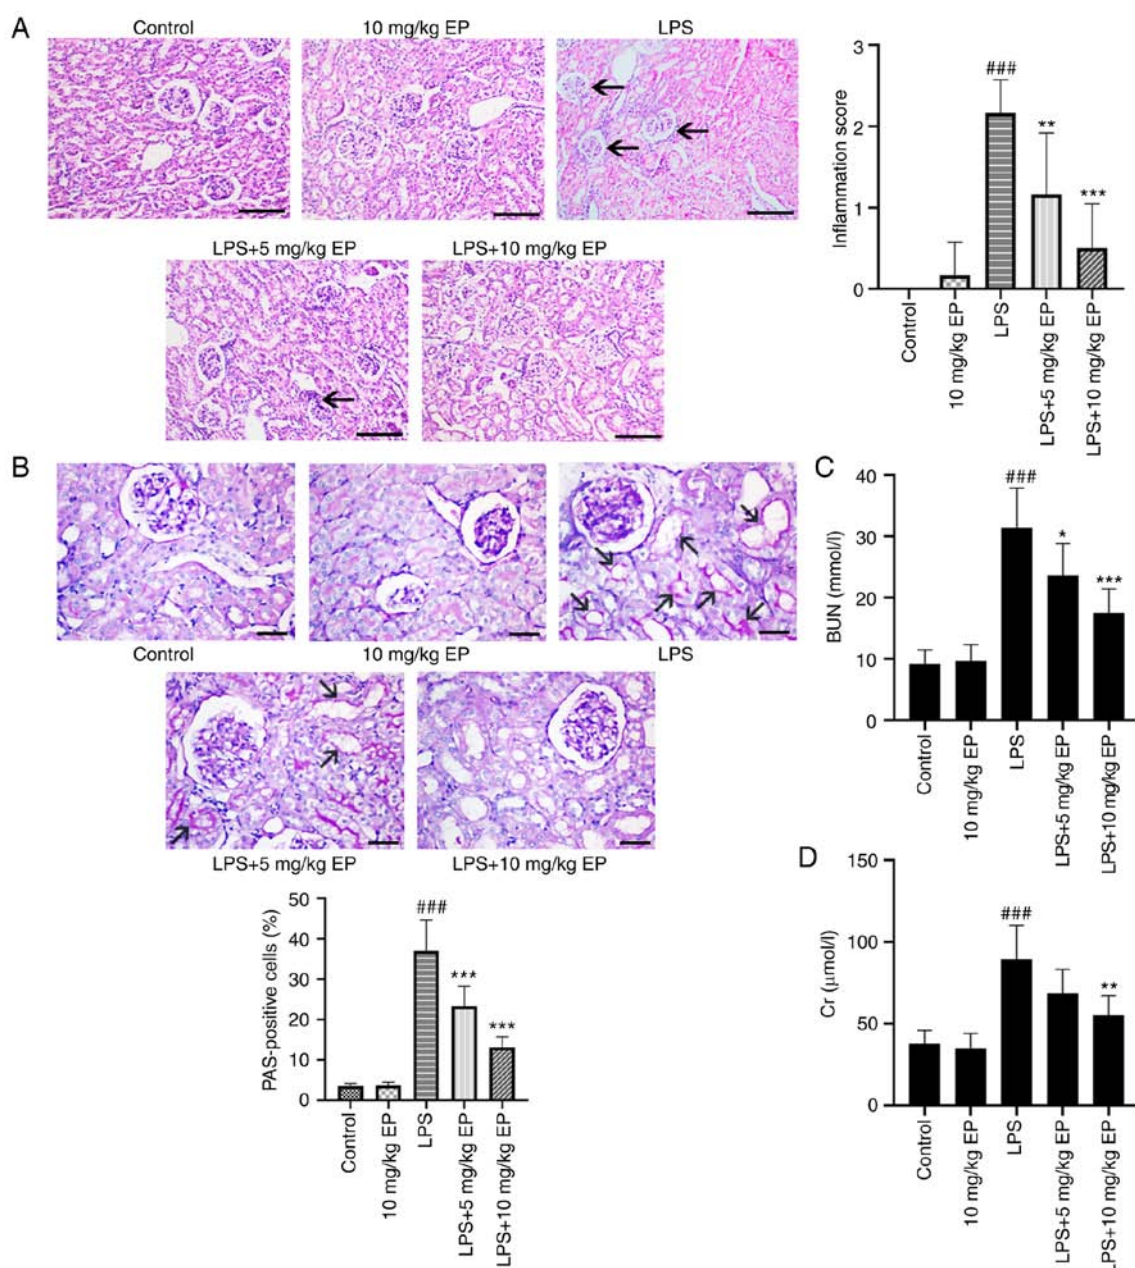 A
Control
10 mg/kg EP
LPS
LPS+5 mg/kg EP
LPS+10 mg/kg EP
Inflammation score
3
2
1
0
###
**
***
Control
10 mg/kg EP
LPS
LPS+5 mg/kg EP
LPS+10 mg/kg EP
B
Control
10 mg/kg EP
LPS
LPS+5 mg/kg EP
LPS+10 mg/kg EP
PAS-positive cells (%)
50
40
30
20
10
0
###
***
***
Control
10 mg/kg EP
LPS
LPS+5 mg/kg EP
LPS+10 mg/kg EP
C
BUN (mmol/l)
40
30
20
10
0
###
*
***
Control
10 mg/kg EP
LPS
LPS+5 mg/kg EP
LPS+10 mg/kg EP
D
Cr (μmol/l)
150
100
50
0
###
**
Control
10 mg/kg EP
LPS
LPS+5 mg/kg EP
LPS+10 mg/kg EP